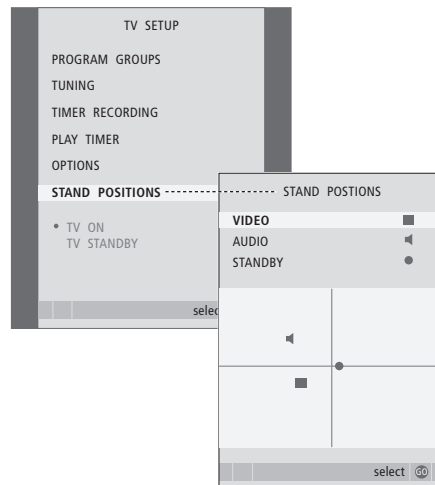 TV SETUP
PROGRAM GROUPS
TUNING
TIMER RECORDING
PLAY TIMER
OPTIONS
STAND POSITIONS
• TV ON
TV STANDBY
selec
STAND POSTIONS
VIDEO
AUDIO
STANDBY
select GO